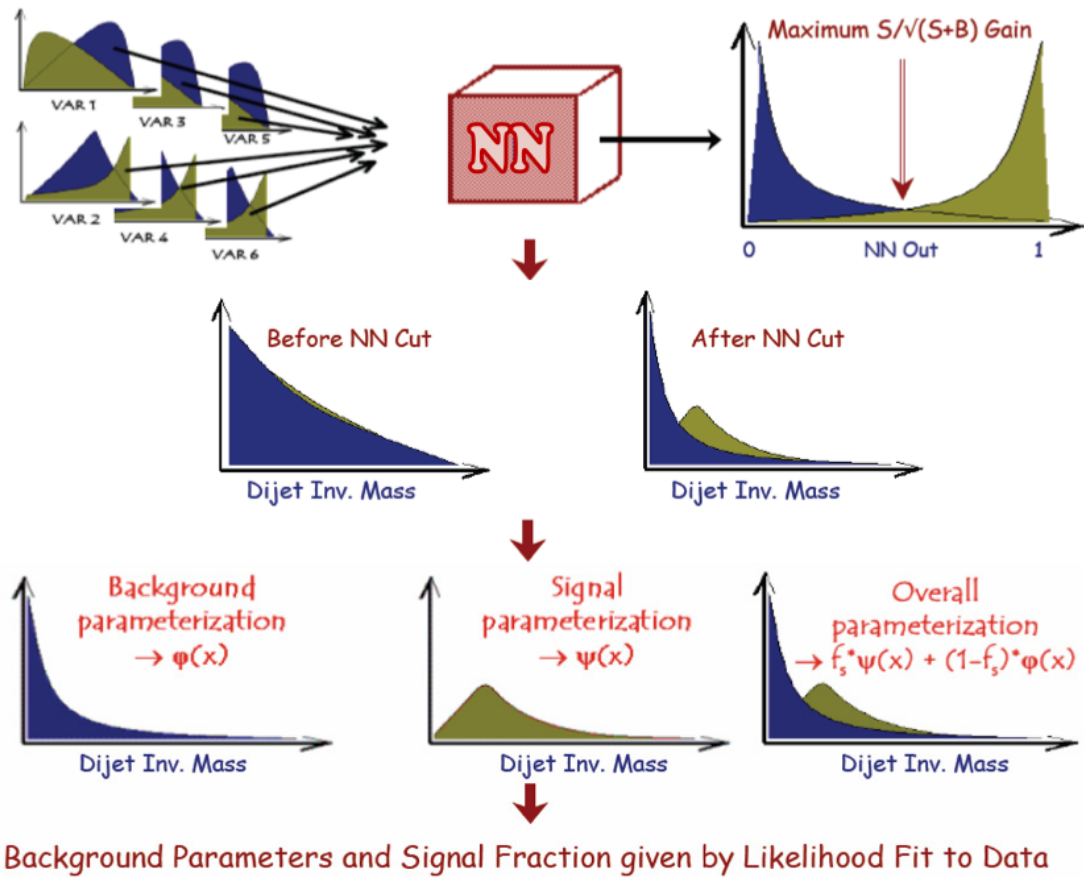 VAR 1
VAR 3
VAR 5
VAR 2
VAR 4
VAR 6
NN
Maximum S/√(S+B) Gain
0 NN Out 1
Before NN Cut
Dijet Inv. Mass
After NN Cut
Dijet Inv. Mass
Background
parameterization
→ φ(x)
Dijet Inv. Mass
Signal
parameterization
→ ψ(x)
Dijet Inv. Mass
Overall
parameterization
→ fₛ*ψ(x) + (1-fₛ)*φ(x)
Dijet Inv. Mass
Background Parameters and Signal Fraction given by Likelihood Fit to Data